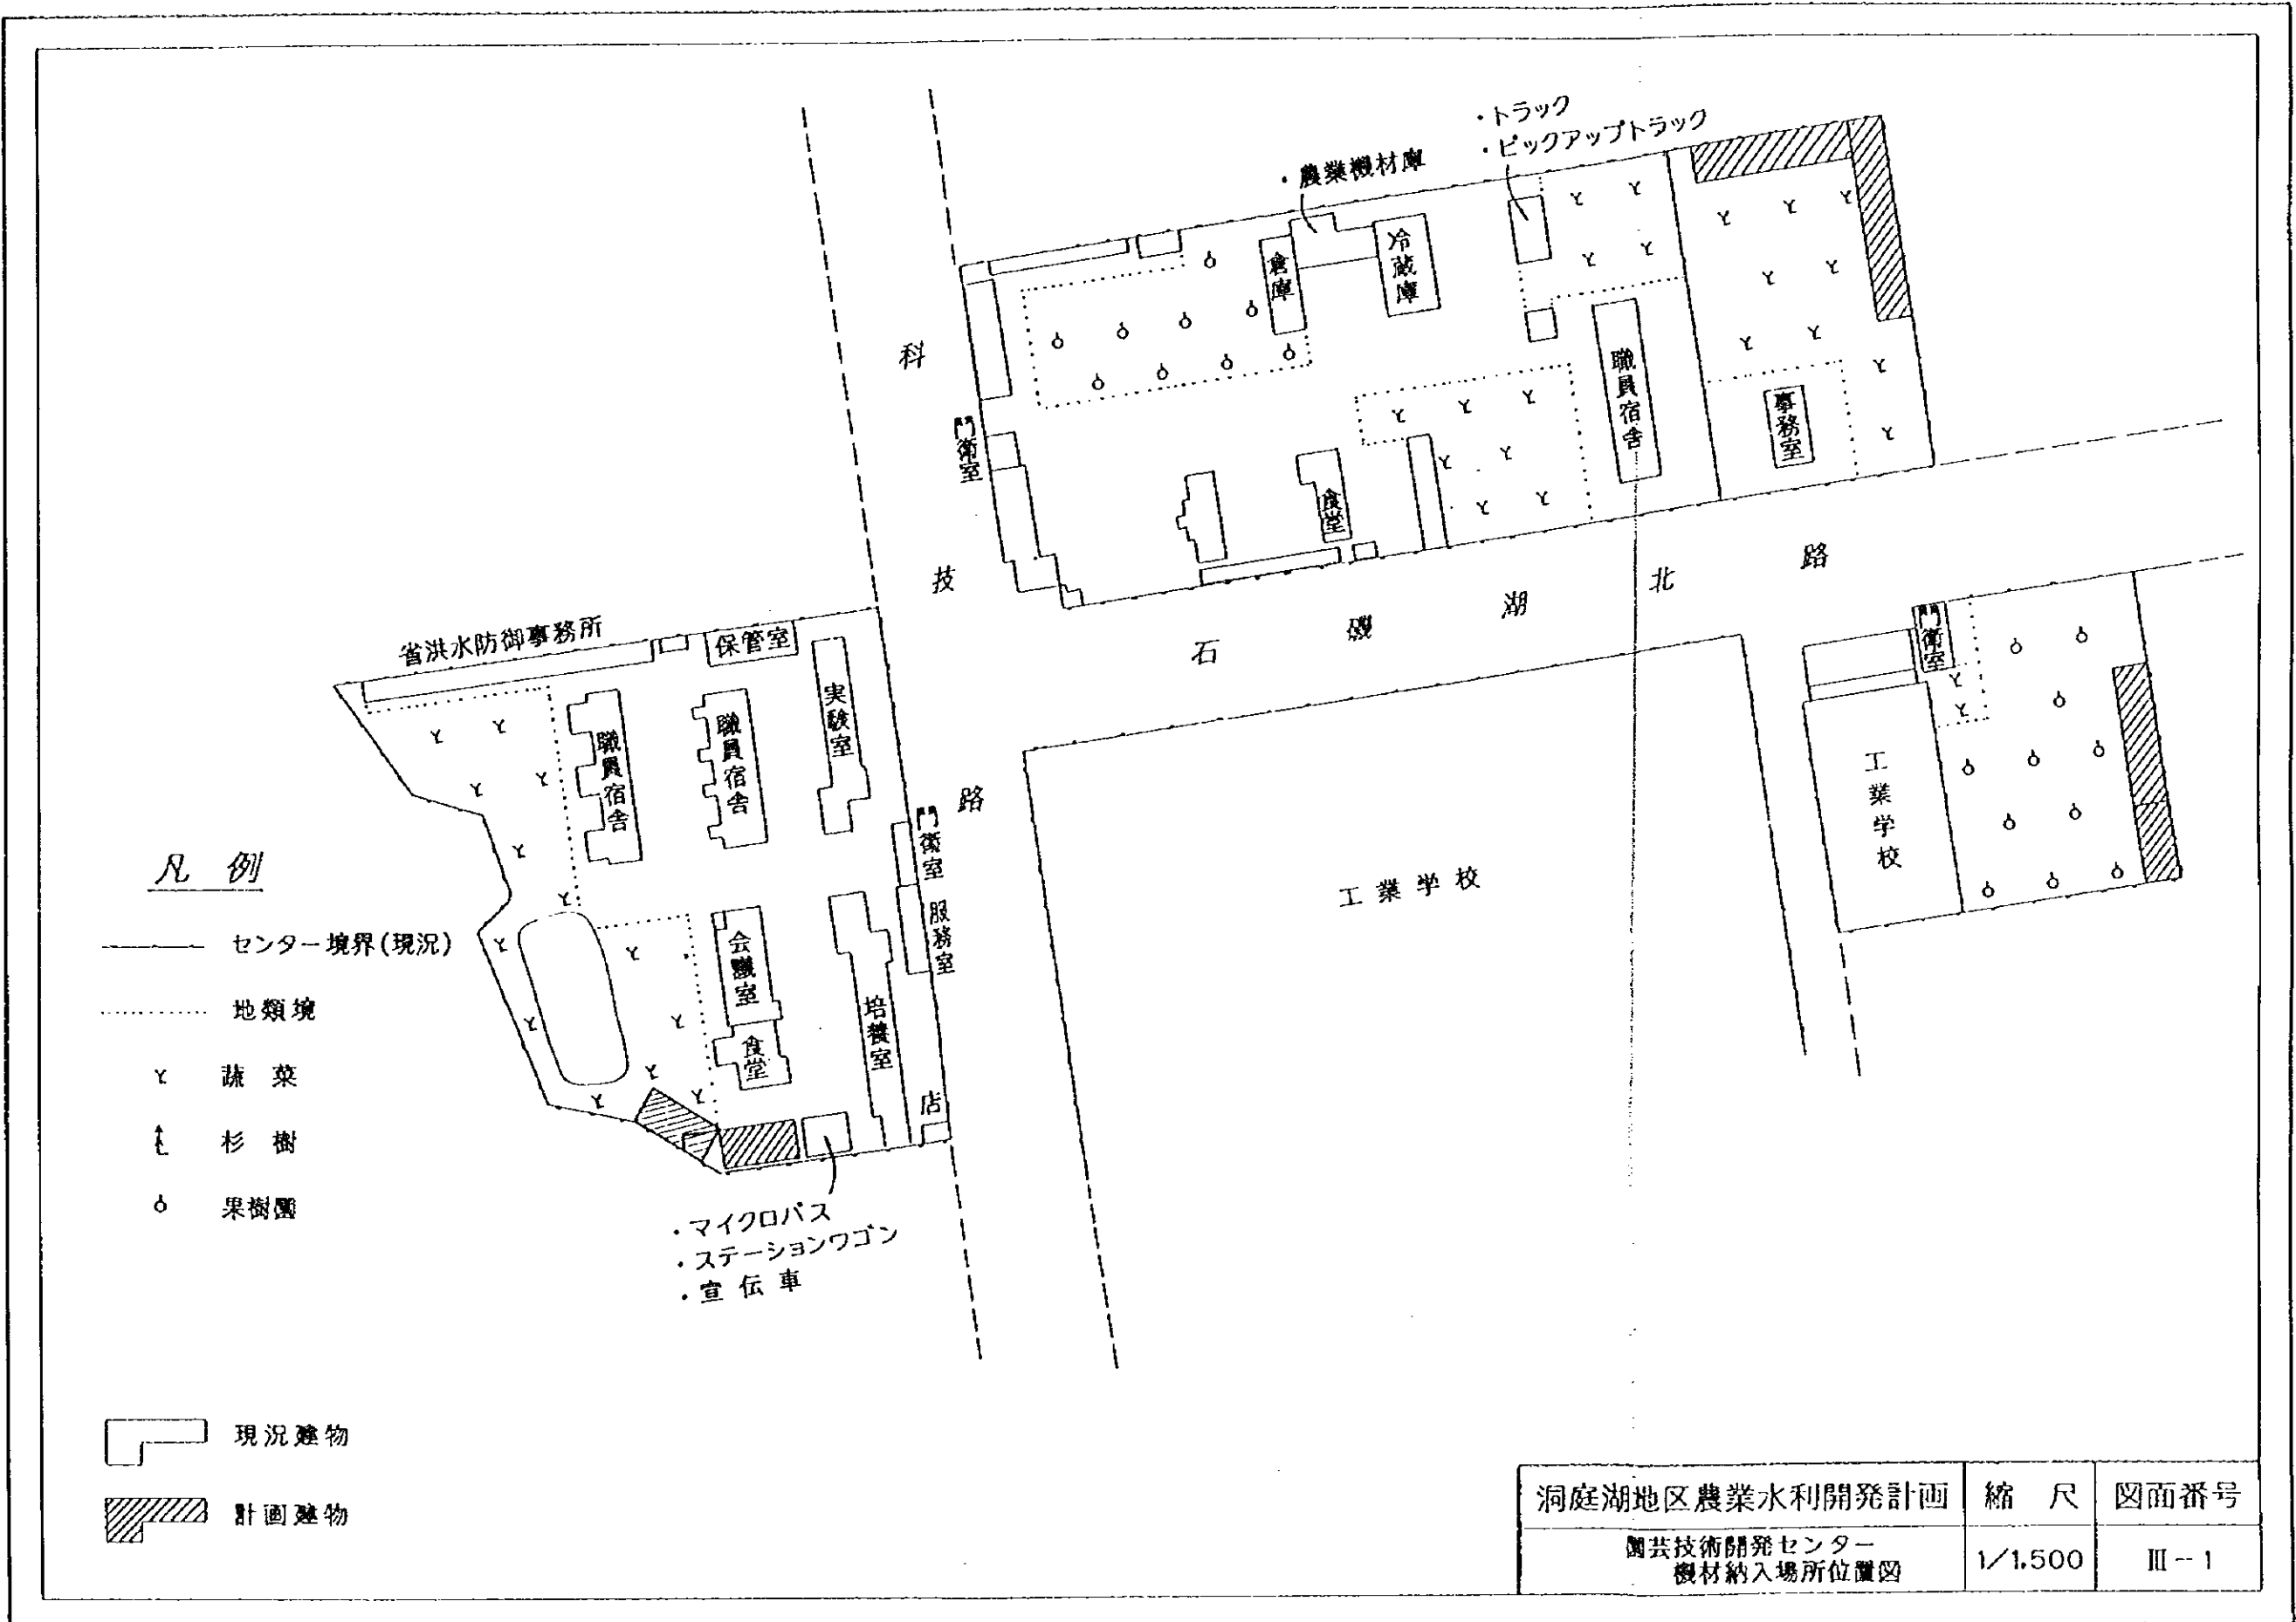 ・トラック
・ピックアップトラック
・農業機材庫
倉庫
冷蔵庫
職員宿舎
事務室
門衛室
食堂
科技路
石磯湖北路
省洪水防御事務所
保管室
実験室
職員宿舎
職員宿舎
門衛室
服務室
会議室
食堂
培養室
店
・マイクロバス
・ステーションワゴン
・宣伝車
工業学校
門衛室
工業学校
凡例
センター境界(現況)
地類境
蔬菜
杉樹
果樹園
現況建物
計画建物
洞庭湖地区農業水利開発計画
縮尺
図面番号
園芸技術開発センター
機材納入場所位置図
1/1.500
Ⅲ-1